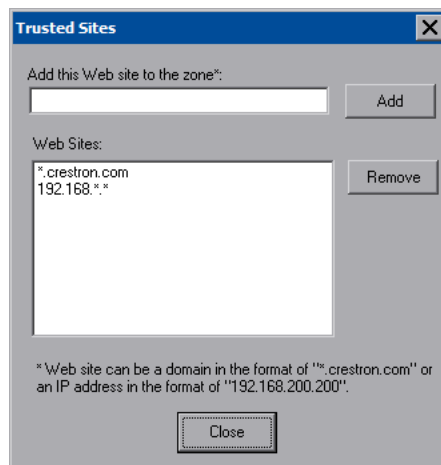 Trusted Sites
Add this Web site to the zone*:
Add
Web Sites:
*.crestron.com
192.168.*.*
Remove
* Web site can be a domain in the format of "*.crestron.com" or
an IP address in the format of "192.168.200.200".
Close